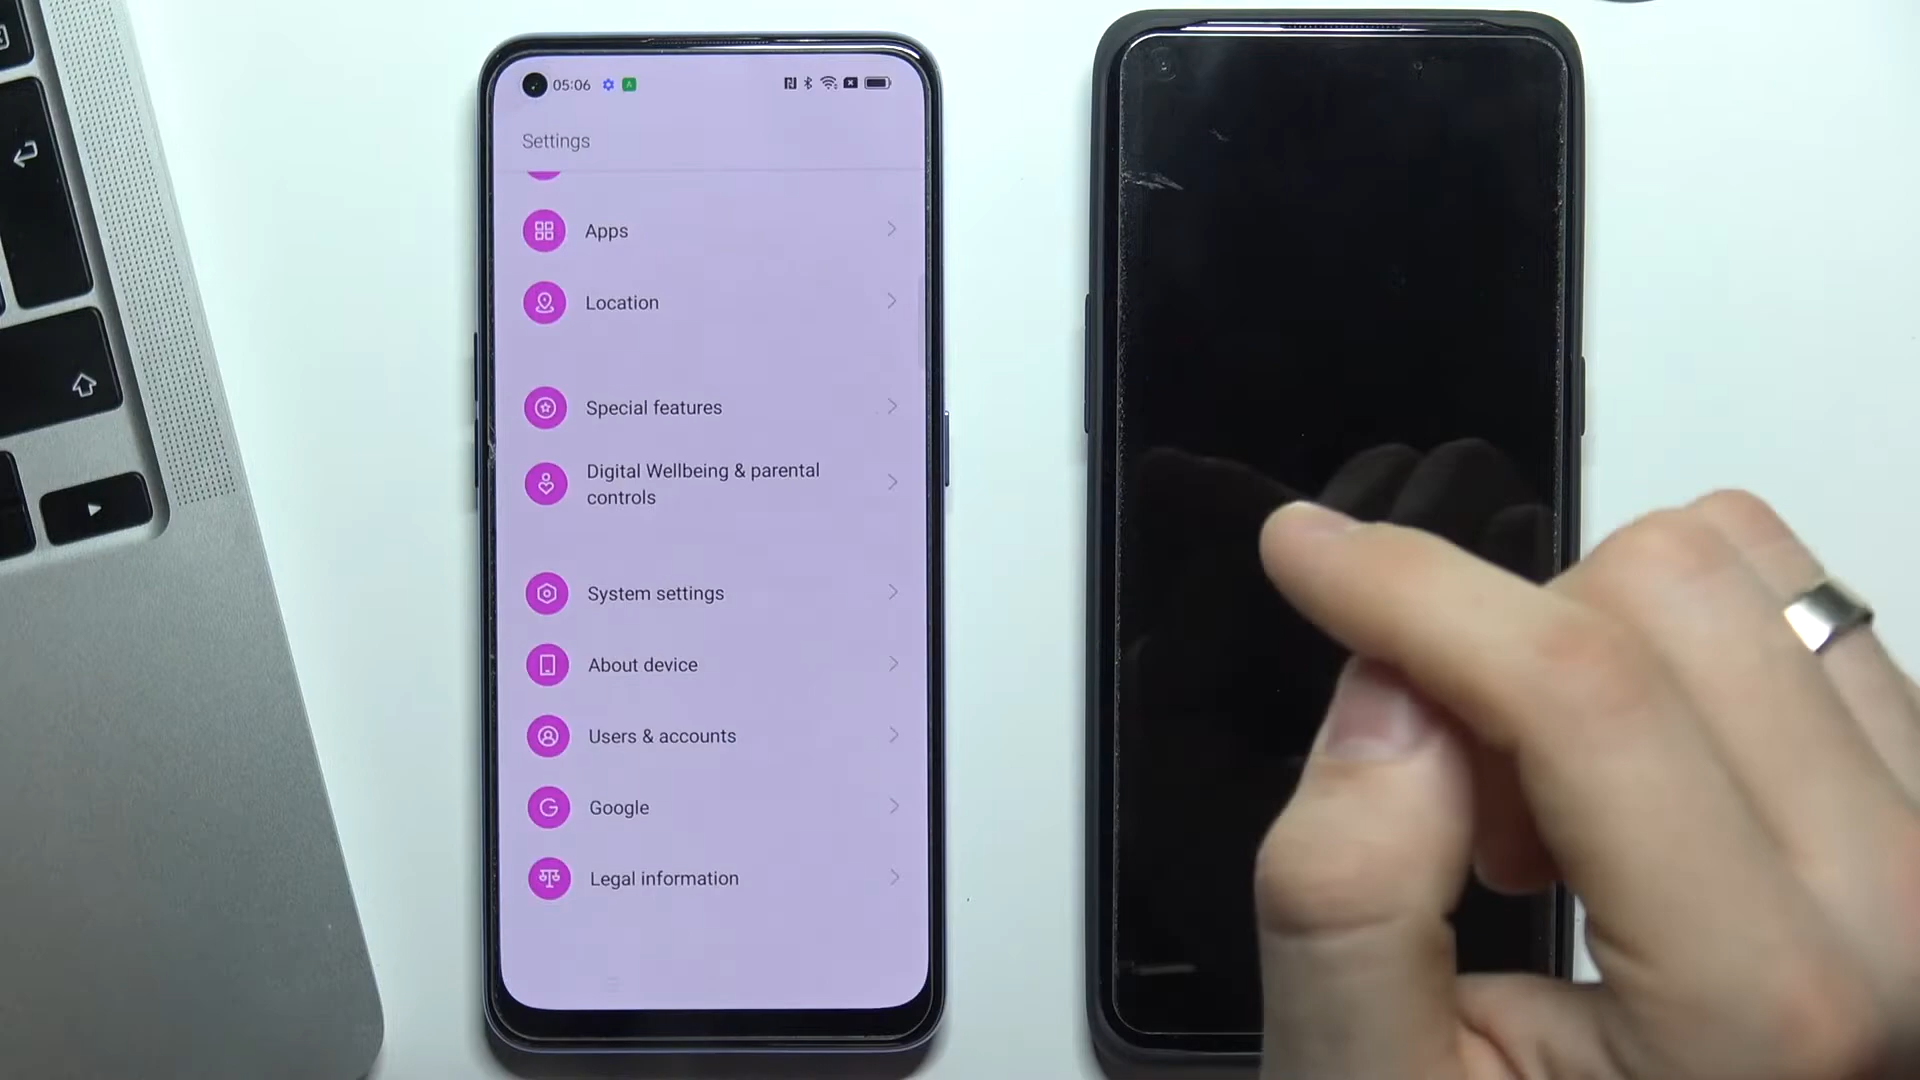 05:06
Settings
Apps
Location
Special features
Digital Wellbeing & parental
controls
System settings
About device
Users & accounts
Google
Legal information